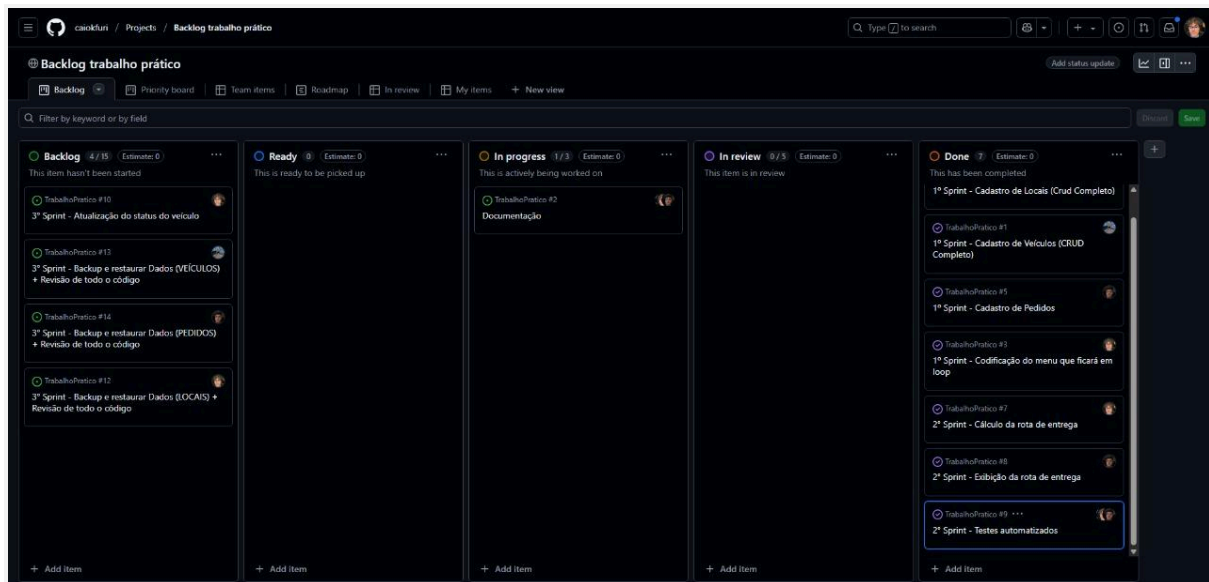 caiokfuri / Projects / Backlog trabalho prático
Type / to search
Backlog trabalho prático
Add status update
Backlog
Priority board
Team items
Roadmap
In review
My items
+ New view
Filter by keyword or by field
Discard
Save
Backlog 4 / 15 Estimate: 0
This item hasn't been started
TrabalhoPratico #10
3° Sprint - Atualização do status do veículo
TrabalhoPratico #13
3° Sprint - Backup e restaurar Dados (VEÍCULOS)
+ Revisão de todo o código
TrabalhoPratico #14
3° Sprint - Backup e restaurar Dados (PEDIDOS)
+ Revisão de todo o código
TrabalhoPratico #12
3° Sprint - Backup e restaurar Dados (LOCAIS) +
Revisão de todo o código
+ Add item
Ready 0 Estimate: 0
This is ready to be picked up
+ Add item
In progress 1 / 3 Estimate: 0
This is actively being worked on
TrabalhoPratico #2
Documentação
+ Add item
In review 0 / 5 Estimate: 0
This item is in review
+ Add item
Done 7 Estimate: 0
This has been completed
1º Sprint - Cadastro de Locais (Crud Completo)
TrabalhoPratico #1
1º Sprint - Cadastro de Veículos (CRUD
Completo)
TrabalhoPratico #5
1º Sprint - Cadastro de Pedidos
TrabalhoPratico #3
1º Sprint - Codificação do menu que ficará em
loop
TrabalhoPratico #7
2° Sprint - Cálculo da rota de entrega
TrabalhoPratico #8
2° Sprint - Exibição da rota de entrega
TrabalhoPratico #9
2° Sprint - Testes automatizados
+ Add item